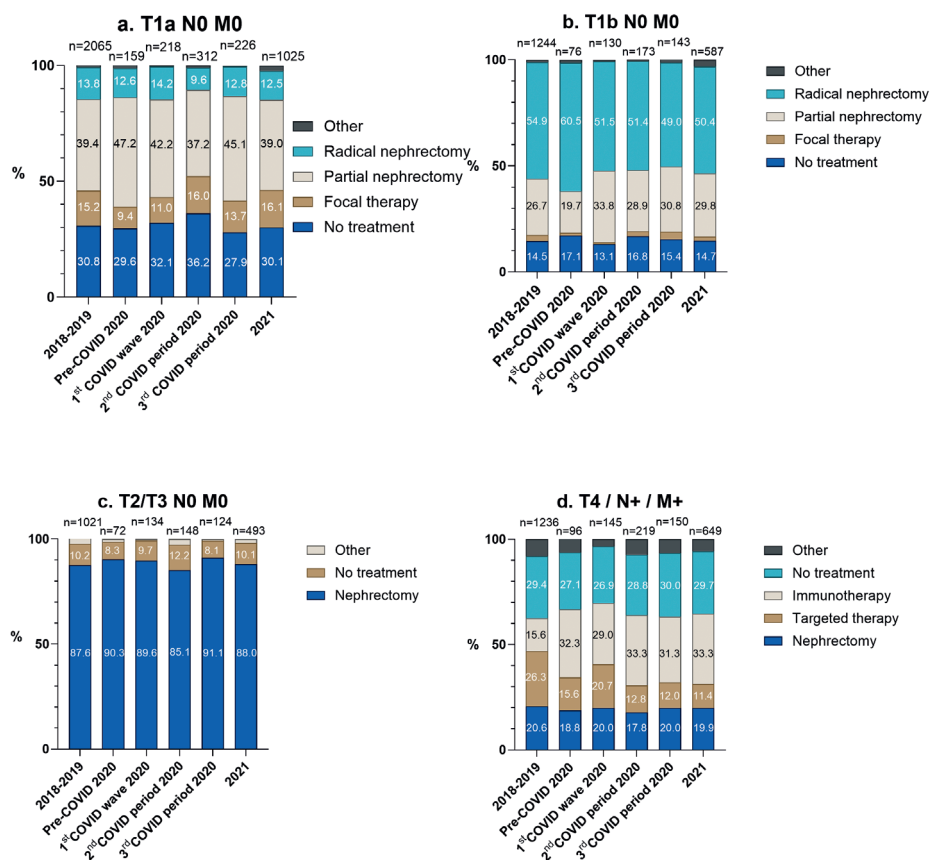 a. T1a N0 M0
n=2065
n=159
n=218
n=312
n=226
n=1025
100
50
0
%
13.8
12.6
14.2
9.6
12.8
12.5
39.4
47.2
42.2
37.2
45.1
39.0
15.2
9.4
11.0
16.0
13.7
16.1
30.8
29.6
32.1
36.2
27.9
30.1
2018-2019
Pre-COVID 2020
1st COVID wave 2020
2nd COVID period 2020
3rd COVID period 2020
2021
Other
Radical nephrectomy
Partial nephrectomy
Focal therapy
No treatment
b. T1b N0 M0
n=1244
n=76
n=130
n=173
n=143
n=587
100
50
0
%
54.9
60.5
51.5
51.4
49.0
50.4
26.7
19.7
33.8
28.9
30.8
29.8
14.5
17.1
13.1
16.8
15.4
14.7
2018-2019
Pre-COVID 2020
1st COVID wave 2020
2nd COVID period 2020
3rd COVID period 2020
2021
Other
Radical nephrectomy
Partial nephrectomy
Focal therapy
No treatment
c. T2/T3 N0 M0
n=1021
n=72
n=134
n=148
n=124
n=493
100
50
0
%
10.2
8.3
9.7
12.2
8.1
10.1
87.6
90.3
89.6
85.1
91.1
88.0
2018-2019
Pre-COVID 2020
1st COVID wave 2020
2nd COVID period 2020
3rd COVID period 2020
2021
Other
No treatment
Nephrectomy
d. T4 / N+ / M+
n=1236
n=96
n=145
n=219
n=150
n=649
100
50
0
%
29.4
27.1
26.9
28.8
30.0
29.7
15.6
32.3
29.0
33.3
31.3
33.3
26.3
15.6
20.7
12.8
12.0
11.4
20.6
18.8
20.0
17.8
20.0
19.9
2018-2019
Pre-COVID 2020
1st COVID wave 2020
2nd COVID period 2020
3rd COVID period 2020
2021
Other
No treatment
Immunotherapy
Targeted therapy
Nephrectomy